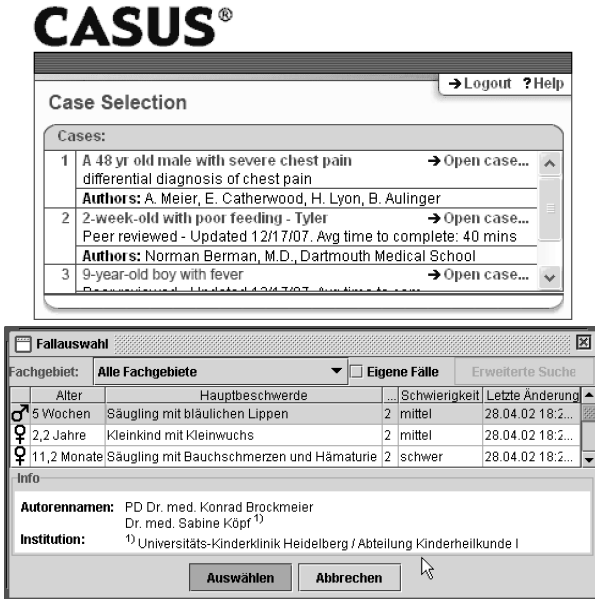 CASUS®
→ Logout ? Help
Case Selection
Cases:
1 A 48 yr old male with severe chest pain → Open case...
differential diagnosis of chest pain
Authors: A. Meier, E. Catherwood, H. Lyon, B. Aulinger
2 2-week-old with poor feeding - Tyler → Open case...
Peer reviewed - Updated 12/17/07. Avg time to complete: 40 mins
Authors: Norman Berman, M.D., Dartmouth Medical School
3 9-year-old boy with fever → Open case...
Fallauswahl
Fachgebiet: Alle Fachgebiete Eigene Fälle Erweiterte Suche
Alter Hauptbeschwerde ... Schwierigkeit Letzte Änderung
♂ 5 Wochen Säugling mit bläulichen Lippen 2 mittel 28.04.02 18:2...
♀ 2,2 Jahre Kleinkind mit Kleinwuchs 2 mittel 28.04.02 18:2...
♀ 11,2 Monate Säugling mit Bauchschmerzen und Hämaturie 2 schwer 28.04.02 18:2...
Info
Autorennamen: PD Dr. med. Konrad Brockmeier
Dr. med. Sabine Köpf 1)
Institution: 1) Universitäts-Kinderklinik Heidelberg / Abteilung Kinderheilkunde I
Auswählen Abbrechen